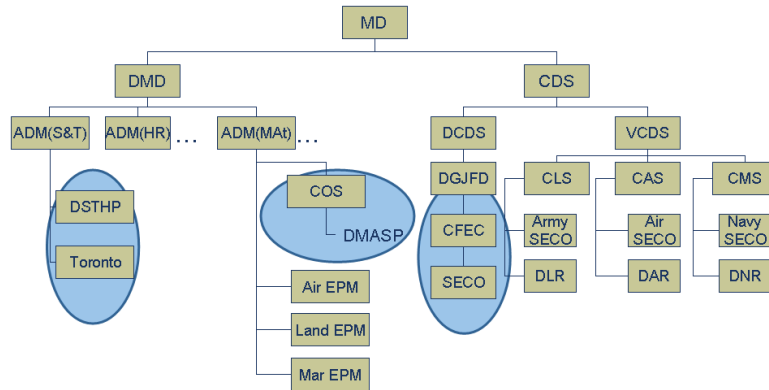 MD
DMD
CDS
ADM(S&T)
ADM(HR)
...
ADM(MAt)
...
DCDS
VCDS
DSTHP
Toronto
COS
DMASP
Air EPM
Land EPM
Mar EPM
DGJFD
CFEC
SECO
CLS
Army
SECO
DLR
CAS
Air
SECO
DAR
CMS
Navy
SECO
DNR